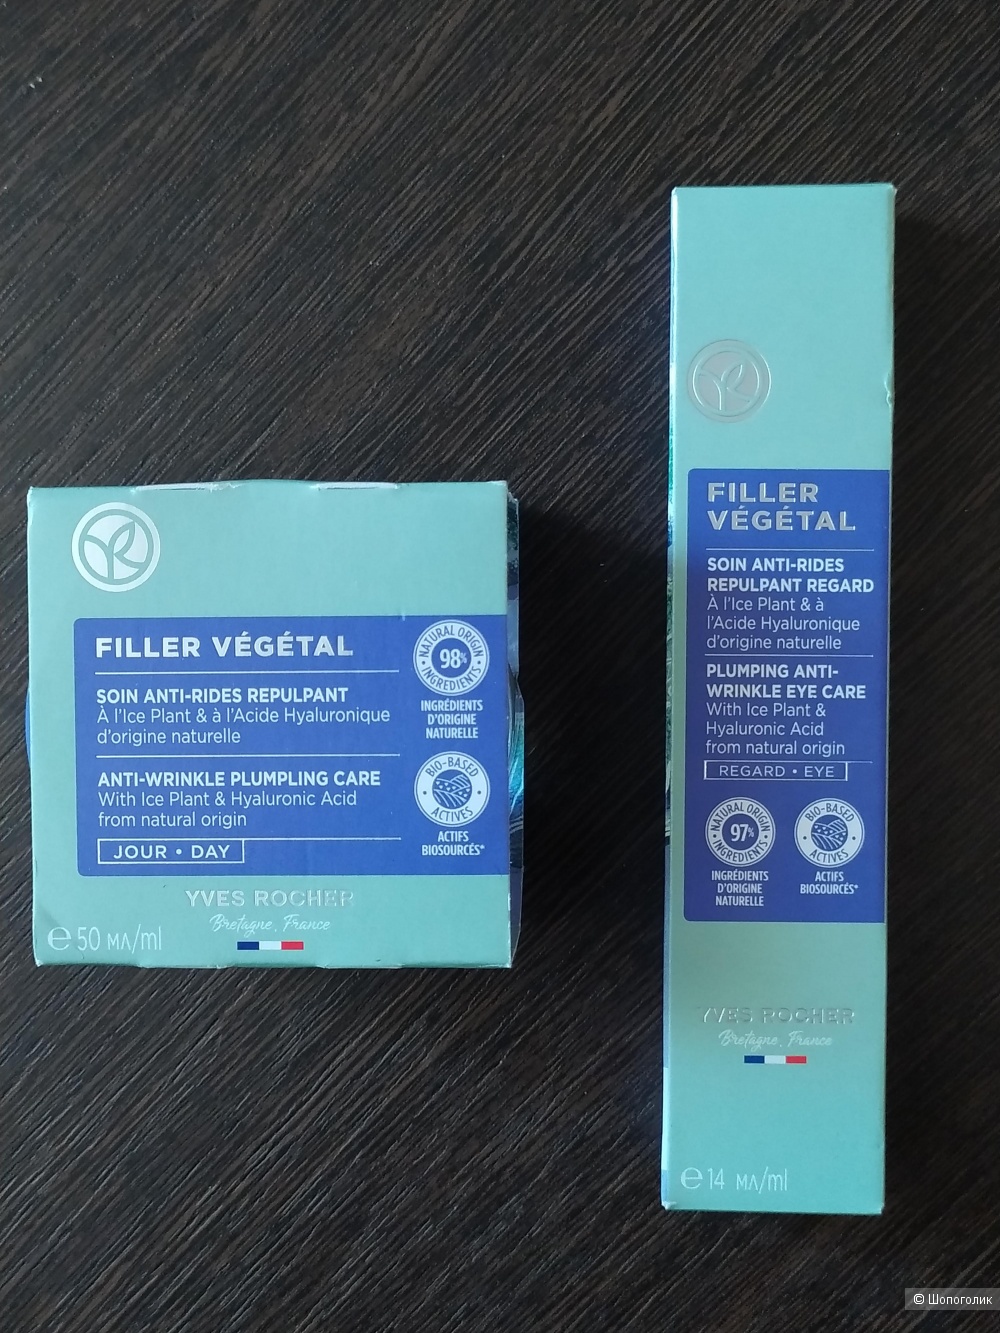 FILLER VÉGÉTAL
SOIN ANTI-RIDES REPULPANT
À l'Ice Plant & à l'Acide Hyaluronique
d'origine naturelle
ANTI-WRINKLE PLUMPLING CARE
With Ice Plant & Hyaluronic Acid
from natural origin
JOUR • DAY
NATURAL ORIGIN
98%
INGREDIENTS
INGRÉDIENTS
D'ORIGINE
NATURELLE
BIO-BASED
ACTIVES
ACTIFS
BIOSOURCÉS*
YVES ROCHER
Bretagne, France
e 50 мл/ml
FILLER
VÉGÉTAL
SOIN ANTI-RIDES
REPULPANT REGARD
À l'Ice Plant & à
l'Acide Hyaluronique
d'origine naturelle
PLUMPING ANTI-
WRINKLE EYE CARE
With Ice Plant &
Hyaluronic Acid
from natural origin
REGARD • EYE
NATURAL ORIGIN
97%
INGREDIENTS
INGRÉDIENTS
D'ORIGINE
NATURELLE
BIO-BASED
ACTIVES
ACTIFS
BIOSOURCÉS*
YVES ROCHER
Bretagne, France
e 14 мл/ml
© Шопоголик